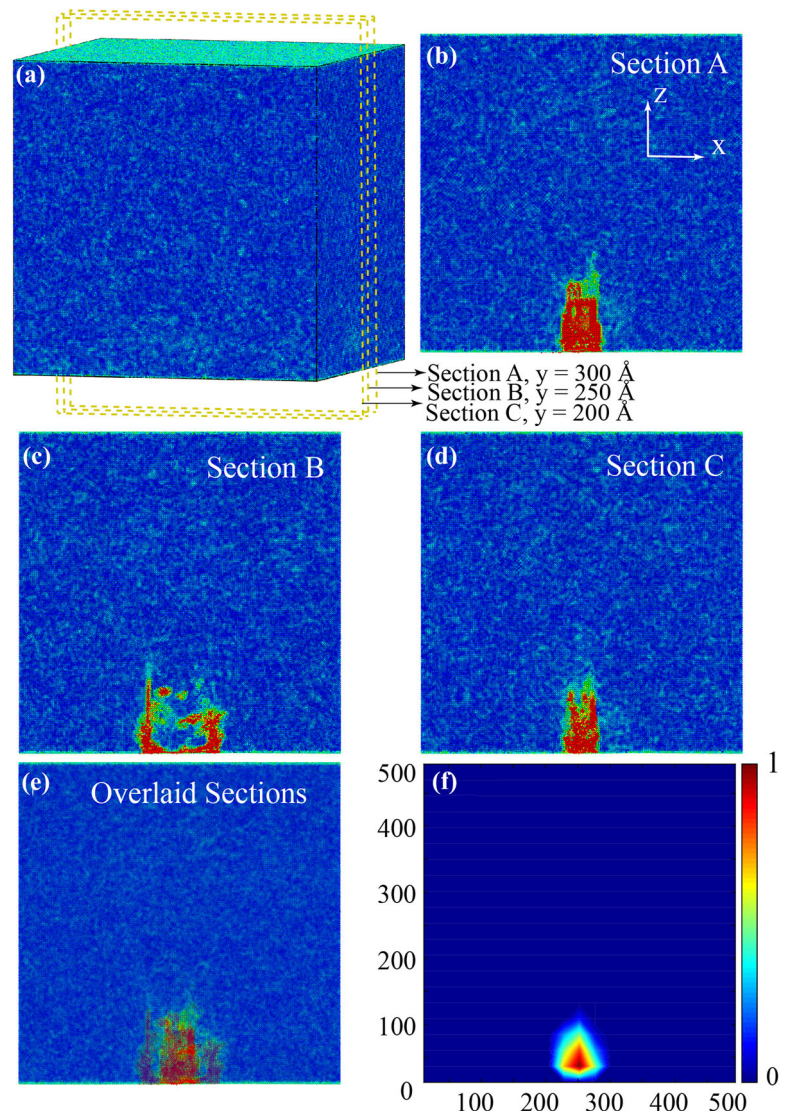 (a)
(b)
Section A
Z
X
Section A, y = 300 Å
Section B, y = 250 Å
Section C, y = 200 Å
(c)
Section B
(d)
Section C
(e)
Overlaid Sections
(f)
500
400
300
200
100
0
100 200 300 400 500
1
0